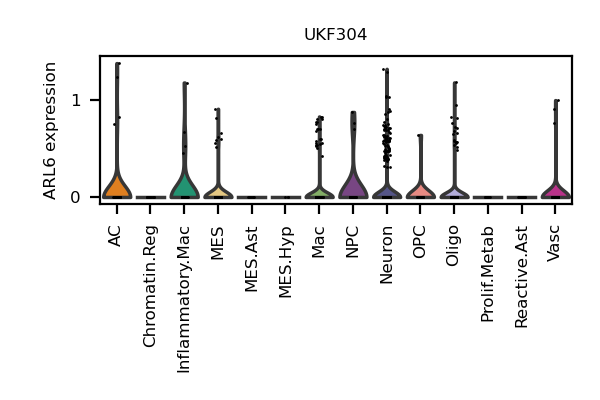 UKF304
ARL6 expression
1
0
AC
Chromatin.Reg
Inflammatory.Mac
MES
MES.Ast
MES.Hyp
Mac
NPC
Neuron
OPC
Oligo
Prolif.Metab
Reactive.Ast
Vasc